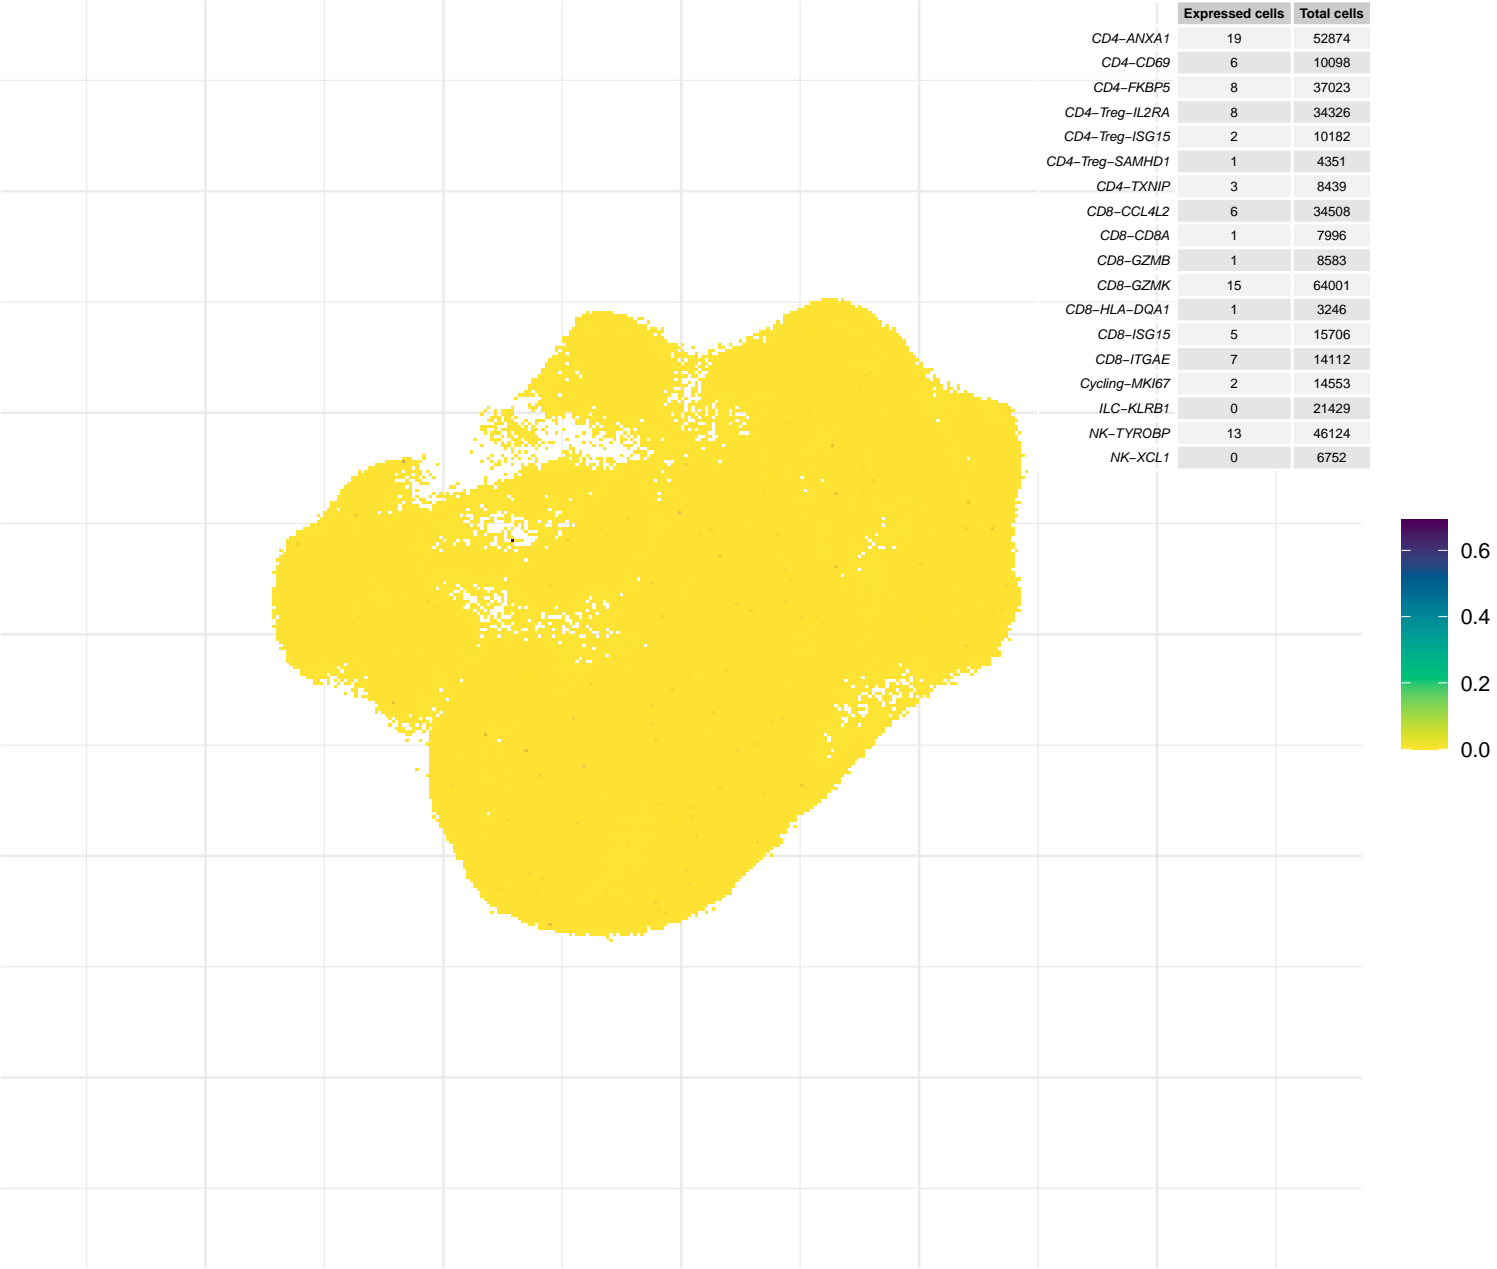 Expressed cells Total cells
CD4−ANXA1 19 52874
CD4−CD69 6 10098
CD4−FKBP5 8 37023
CD4−Treg−IL2RA 8 34326
CD4−Treg−ISG15 2 10182
CD4−Treg−SAMHD1 1 4351
CD4−TXNIP 3 8439
CD8−CCL4L2 6 34508
CD8−CD8A 1 7996
CD8−GZMB 1 8583
CD8−GZMK 15 64001
CD8−HLA−DQA1 1 3246
CD8−ISG15 5 15706
CD8−ITGAE 7 14112
Cycling−MKI67 2 14553
ILC−KLRB1 0 21429
NK−TYROBP 13 46124
NK−XCL1 0 6752
0.6
0.4
0.2
0.0